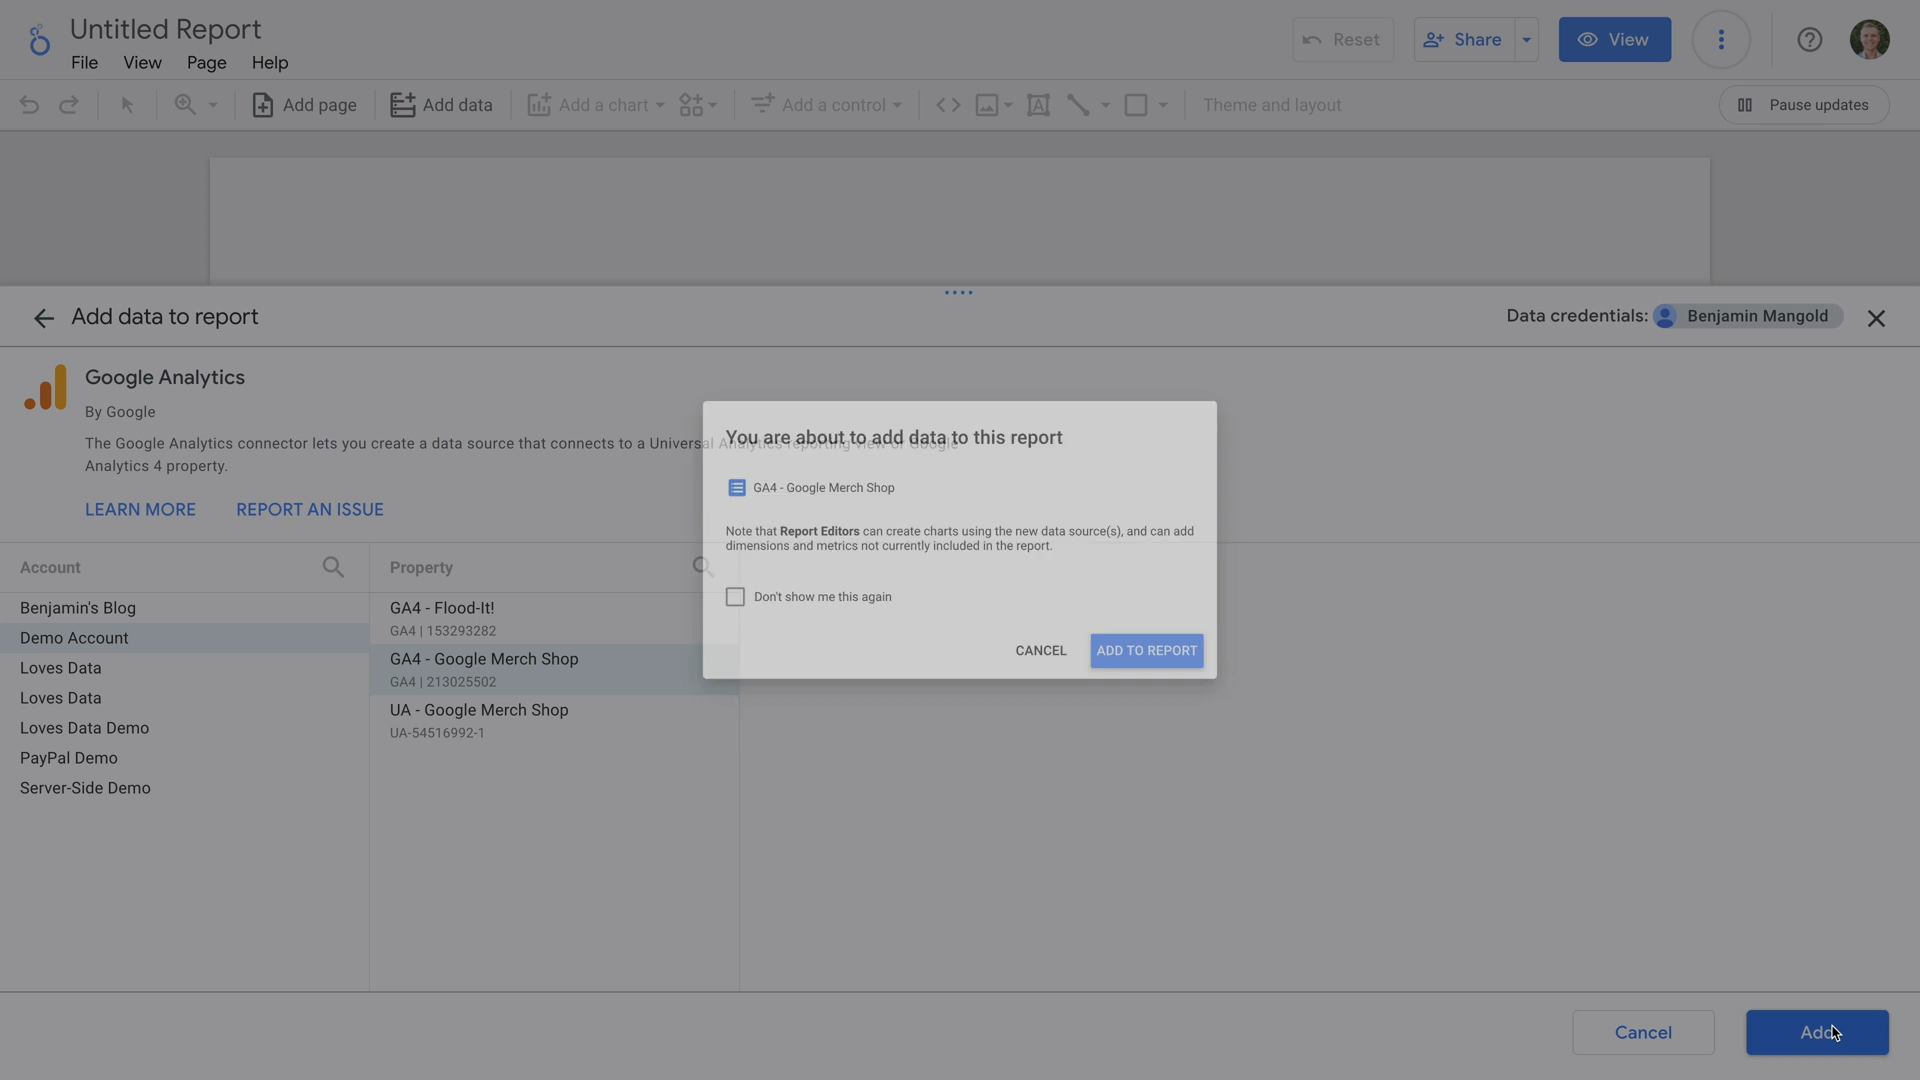 Untitled Report
File View Page Help
Reset
Share
View
Add page
Add data
Add a chart
Add a control
Theme and layout
Pause updates
Add data to report
Data credentials: Benjamin Mangold
Google Analytics
By Google
The Google Analytics connector lets you create a data source that connects to a Universal Analytics reporting view or Google
Analytics 4 property.
LEARN MORE REPORT AN ISSUE
You are about to add data to this report
GA4 - Google Merch Shop
Note that Report Editors can create charts using the new data source(s), and can add
dimensions and metrics not currently included in the report.
Don't show me this again
CANCEL ADD TO REPORT
Account
Benjamin's Blog
Demo Account
Loves Data
Loves Data
Loves Data Demo
PayPal Demo
Server-Side Demo
Property
GA4 - Flood-It!
GA4 | 153293282
GA4 - Google Merch Shop
GA4 | 213025502
UA - Google Merch Shop
UA-54516992-1
Cancel
Add